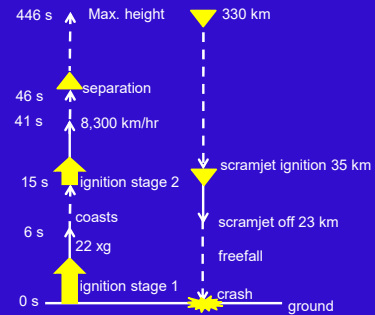 446 s Max. height 330 km
separation
46 s
41 s 8,300 km/hr
scramjet ignition 35 km
15 s ignition stage 2
coasts
scramjet off 23 km
6 s
22 xg
freefall
ignition stage 1
crash
0 s
ground